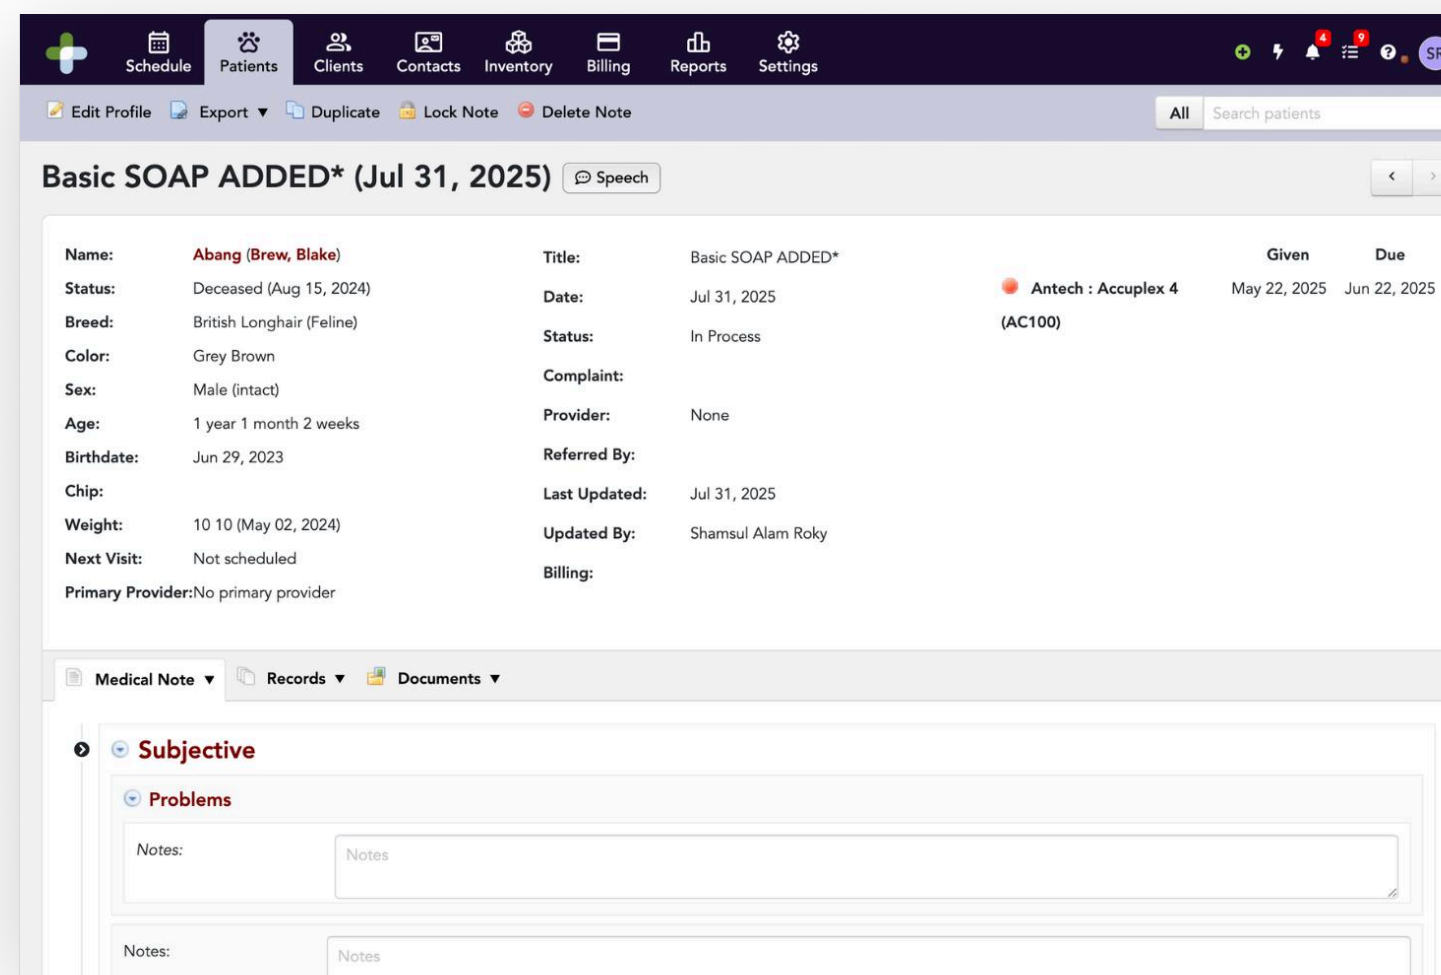 Schedule Patients Clients Contacts Inventory Billing Reports Settings 4 9 SR
Edit Profile Export ▼ Duplicate Lock Note Delete Note All Search patients
Basic SOAP ADDED* (Jul 31, 2025) Speech
Name: Abang (Brew, Blake)
Status: Deceased (Aug 15, 2024)
Breed: British Longhair (Feline)
Color: Grey Brown
Sex: Male (intact)
Age: 1 year 1 month 2 weeks
Birthdate: Jun 29, 2023
Chip:
Weight: 10 10 (May 02, 2024)
Next Visit: Not scheduled
Primary Provider:No primary provider
Title: Basic SOAP ADDED*
Date: Jul 31, 2025
Status: In Process
Complaint:
Provider: None
Referred By:
Last Updated: Jul 31, 2025
Updated By: Shamsul Alam Roky
Billing:
Given Due
Antech : Accuplex 4 May 22, 2025 Jun 22, 2025
(AC100)
Medical Note ▼ Records ▼ Documents ▼
Subjective
Problems
Notes: Notes
Notes: Notes